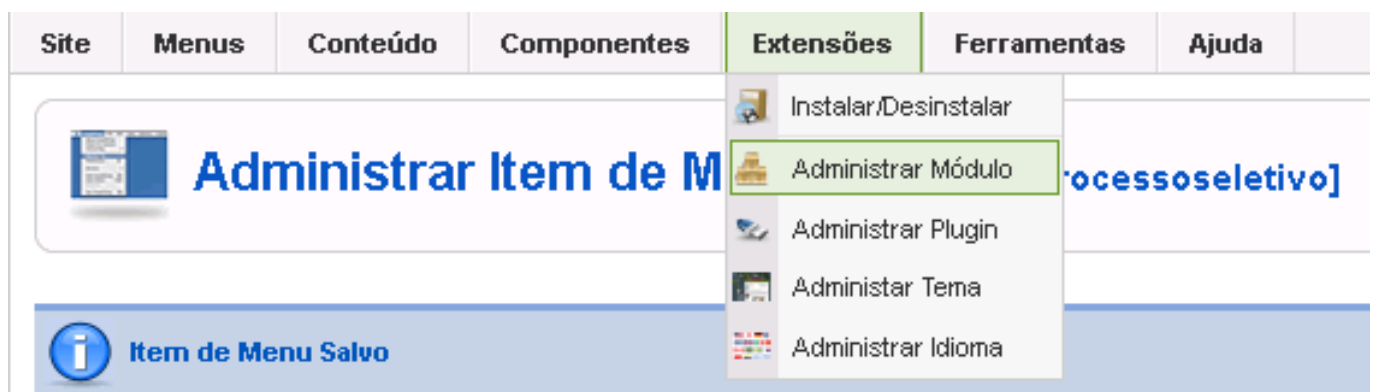 Site Menus Conteúdo Componentes Extensões Ferramentas Ajuda
Instalar/Desinstalar
Administrar Item de M
Administrar Módulo
rocessoseletivo]
Administrar Plugin
Administar Tema
Item de Menu Salvo
Administrar Idioma